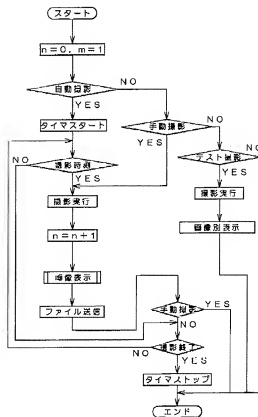 スタート
n=0, m=1
自動撮影
NO
YES
タイマスタート
手動撮影
NO
NO
YES
テスト撮影
NO
撮影時刻
YES
YES
撮影実行
撮影実行
画像別表示
n=n+1
画像表示
手動撮影
YES
ファイル送信
NO
撮影終了
NO
YES
タイマストップ
エンド